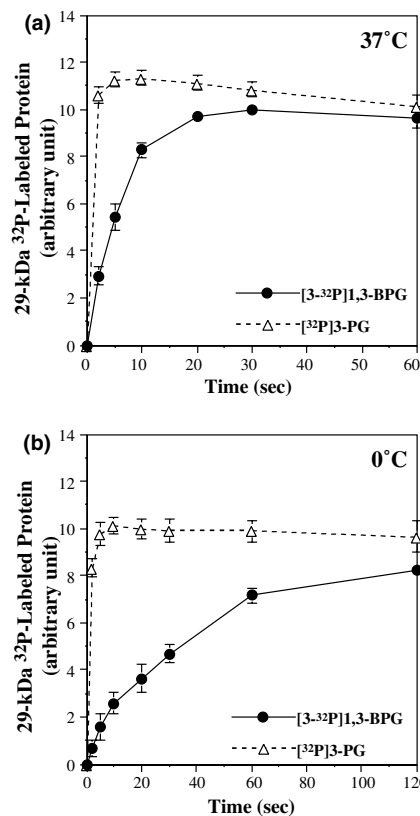 (a)
37˚C
14
12
10
8
6
4
2
0
29-kDa ³²P-Labeled Protein
(arbitrary unit)
[3-³²P]1,3-BPG
[³²P]3-PG
0 10 20 30 40 50 60
Time (sec)
(b)
0˚C
14
12
10
8
6
4
2
0
29-kDa ³²P-Labeled Protein
(arbitrary unit)
[3-³²P]1,3-BPG
[³²P]3-PG
0 20 40 60 80 100 120
Time (sec)